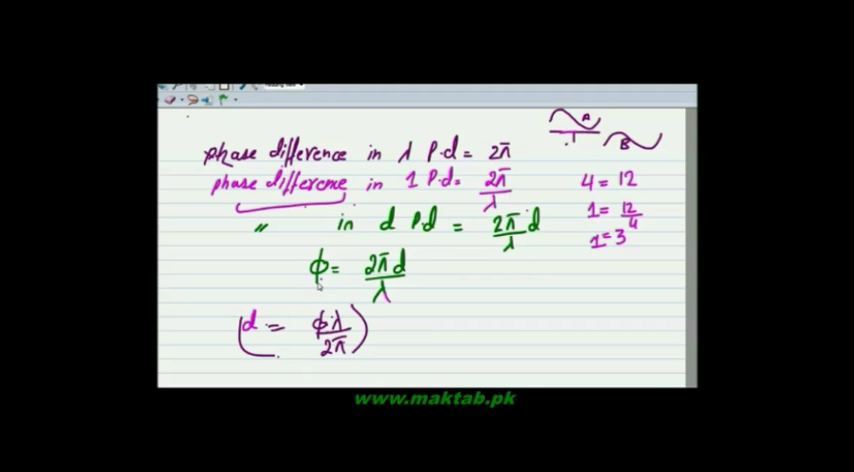 phase difference in λ P.d = 2π
phase difference in 1 P.d = 2π/λ
〃 in d P.d = 2π/λ d
φ = 2πd/λ
d = φλ/2π
A
B
4 = 12
1 = 12/4
1 = 3
www.maktab.pk